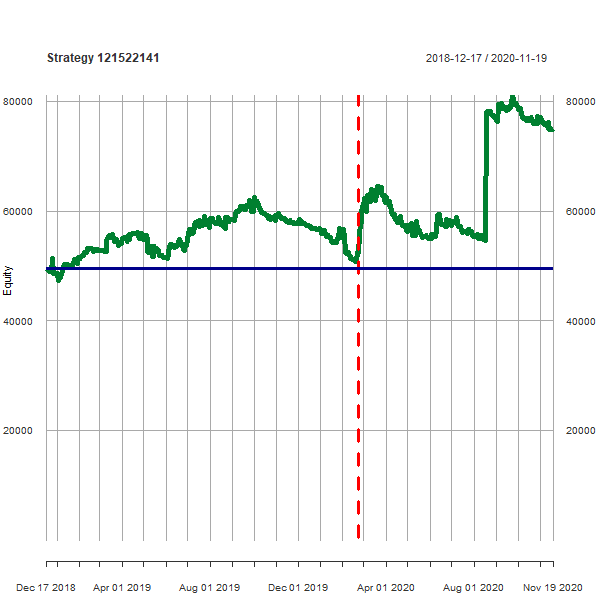 Strategy 121522141
2018-12-17 / 2020-11-19
80000 80000
60000 60000
Equity
40000 40000
20000 20000
Dec 17 2018 Apr 01 2019 Aug 01 2019 Dec 01 2019 Apr 01 2020 Aug 01 2020 Nov 19 2020